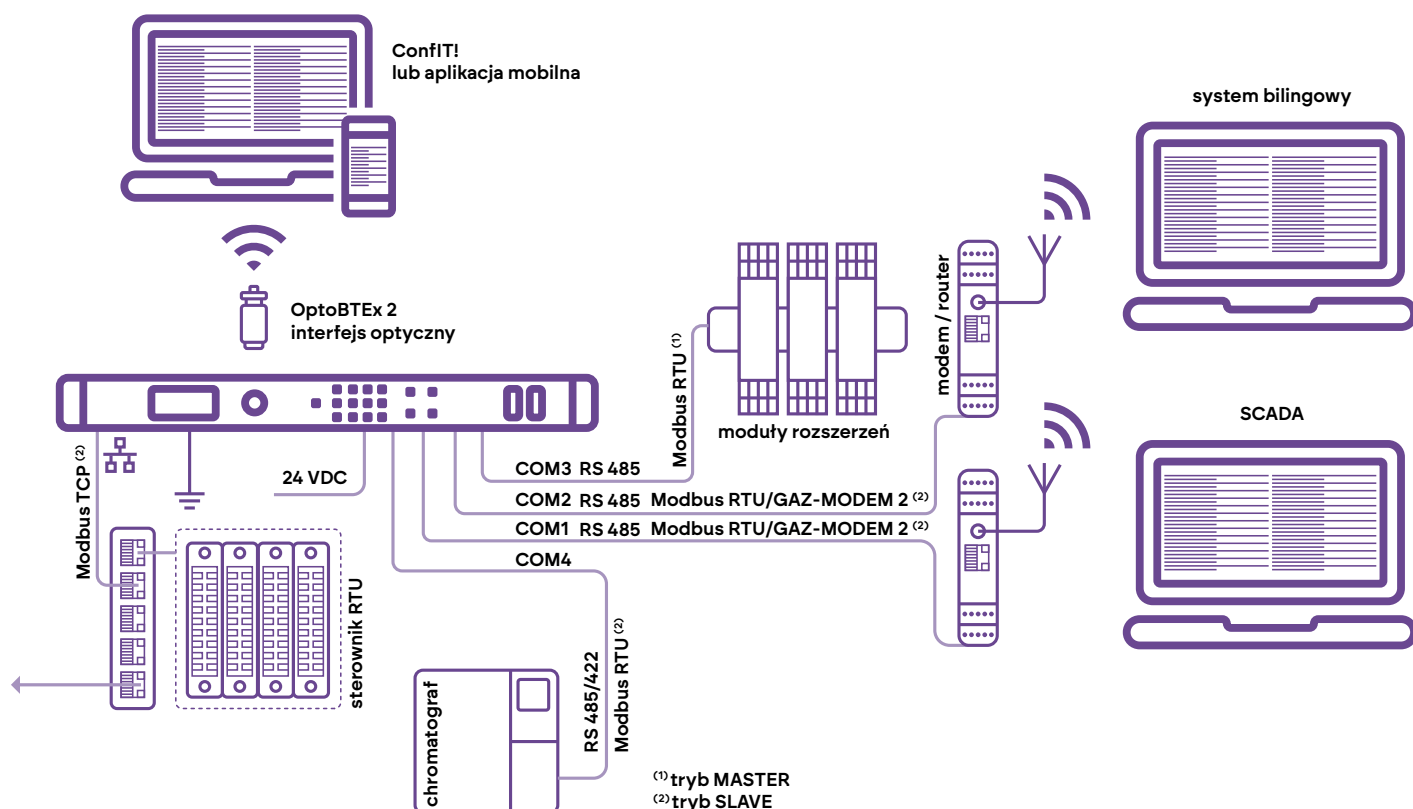 ConfIT!
lub aplikacja mobilna
system bilingowy
OptoBTEx 2
interfejs optyczny
modem / router
Modbus RTU ⁽¹⁾
moduły rozszerzeń
SCADA
Modbus TCP ⁽²⁾
24 VDC
COM3 RS 485
COM2 RS 485 Modbus RTU/GAZ-MODEM 2 ⁽²⁾
COM1 RS 485 Modbus RTU/GAZ-MODEM 2 ⁽²⁾
COM4
sterownik RTU
RS 485/422
Modbus RTU ⁽²⁾
chromatograf
⁽¹⁾ tryb MASTER
⁽²⁾ tryb SLAVE